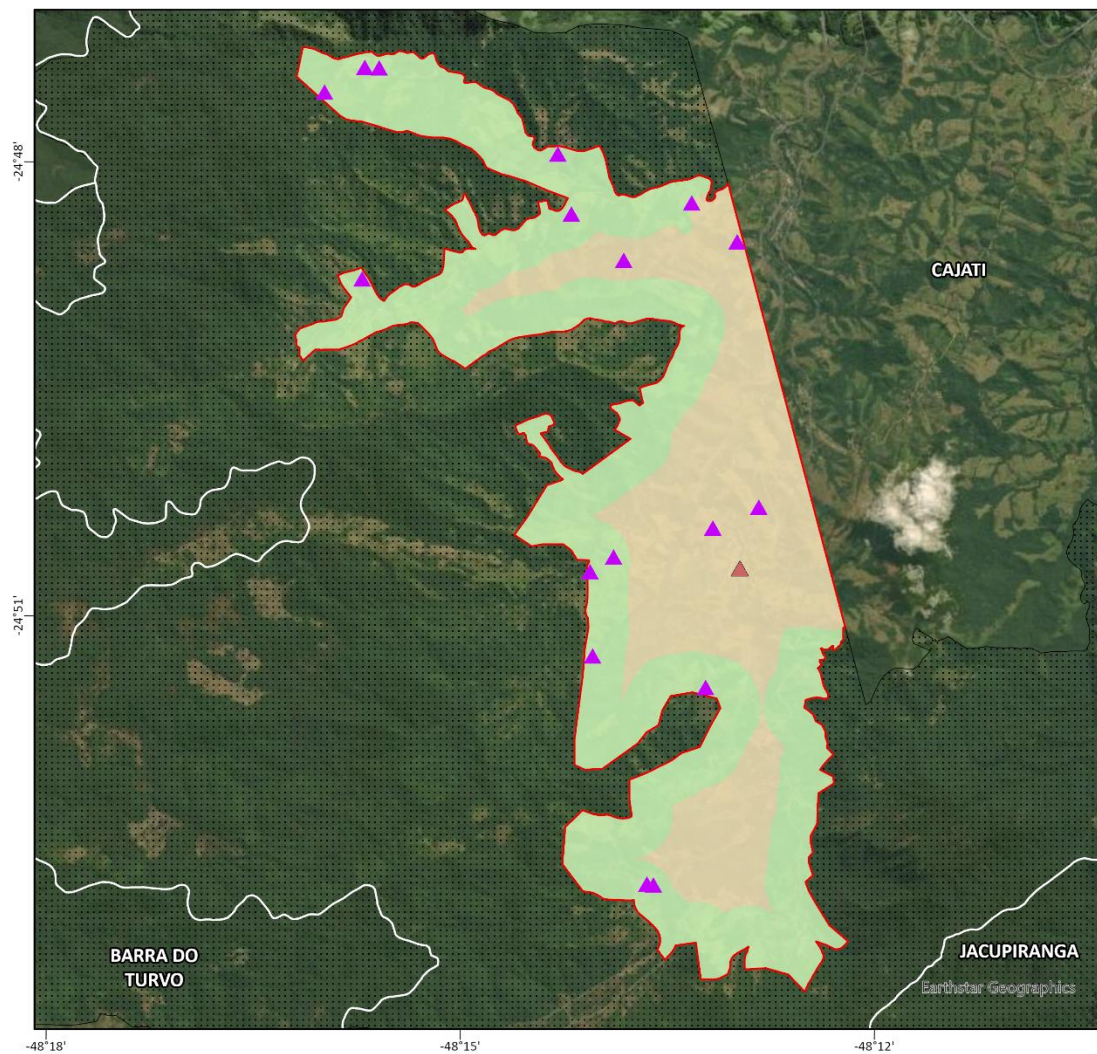 -24°48'
CAJATI
-24°51'
BARRA DO
TURVO
JACUPIRANGA
Earthstar Geographics
-48°18'
-48°15'
-48°12'